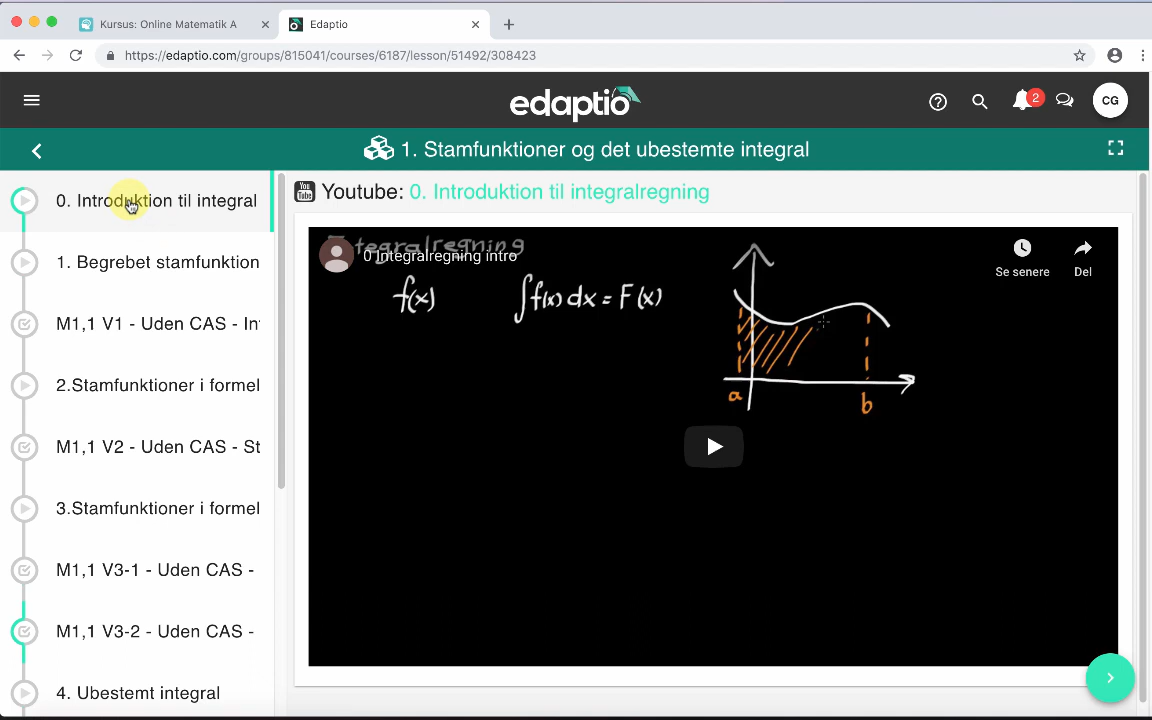 Kursus: Online Matematik A
Edaptio
https://edaptio.com/groups/815041/courses/6187/lesson/51492/308423
edaptio
2
CG
1. Stamfunktioner og det ubestemte integral
0. Introduktion til integral
1. Begrebet stamfunktion
M1,1 V1 - Uden CAS - In
2.Stamfunktioner i formel
M1,1 V2 - Uden CAS - St
3.Stamfunktioner i formel
M1,1 V3-1 - Uden CAS -
M1,1 V3-2 - Uden CAS -
4. Ubestemt integral
You Tube
Youtube: 0. Introduktion til integralregning
Integralregning
0 Integralregning intro
Se senere
Del
f(x) ∫f(x) dx = F(x)
a
b